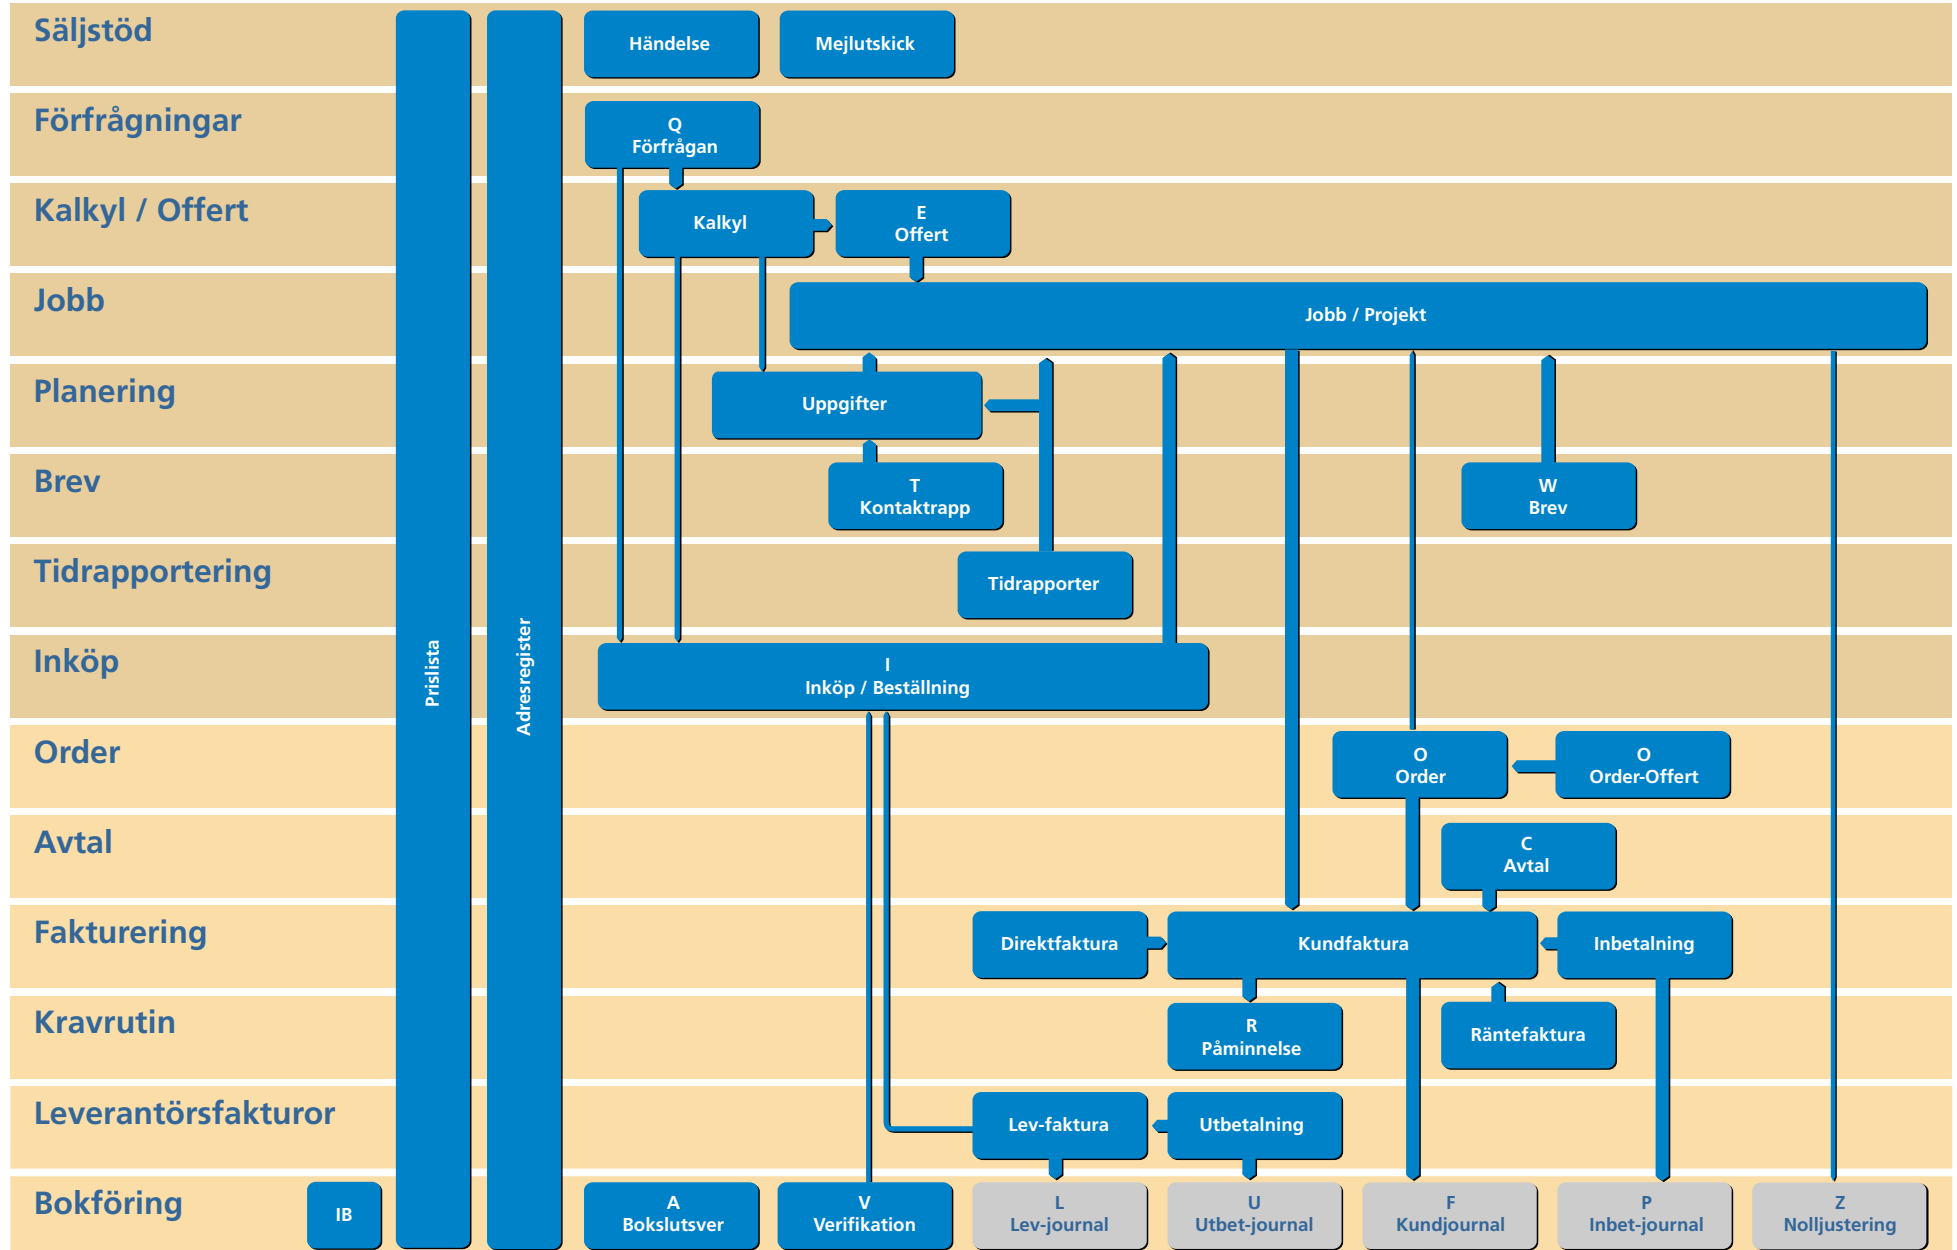 Säljstöd
Händelse
Mejlutskick
Förfrågningar
Q
Förfrågan
Kalkyl / Offert
Kalkyl
E
Offert
Jobb
Jobb / Projekt
Planering
Uppgifter
Brev
T
Kontaktrapp
W
Brev
Tidrapportering
Tidrapporter
Prislista
Adresregister
Inköp
I
Inköp / Beställning
Order
O
Order
O
Order-Offert
Avtal
C
Avtal
Fakturering
Direktfaktura
Kundfaktura
Inbetalning
Kravrutin
R
Påminnelse
Räntefaktura
Leverantörsfakturor
Lev-faktura
Utbetalning
Bokföring
IB
A
Bokslutsver
V
Verifikation
L
Lev-journal
U
Utbet-journal
F
Kundjournal
P
Inbet-journal
Z
Nolljustering